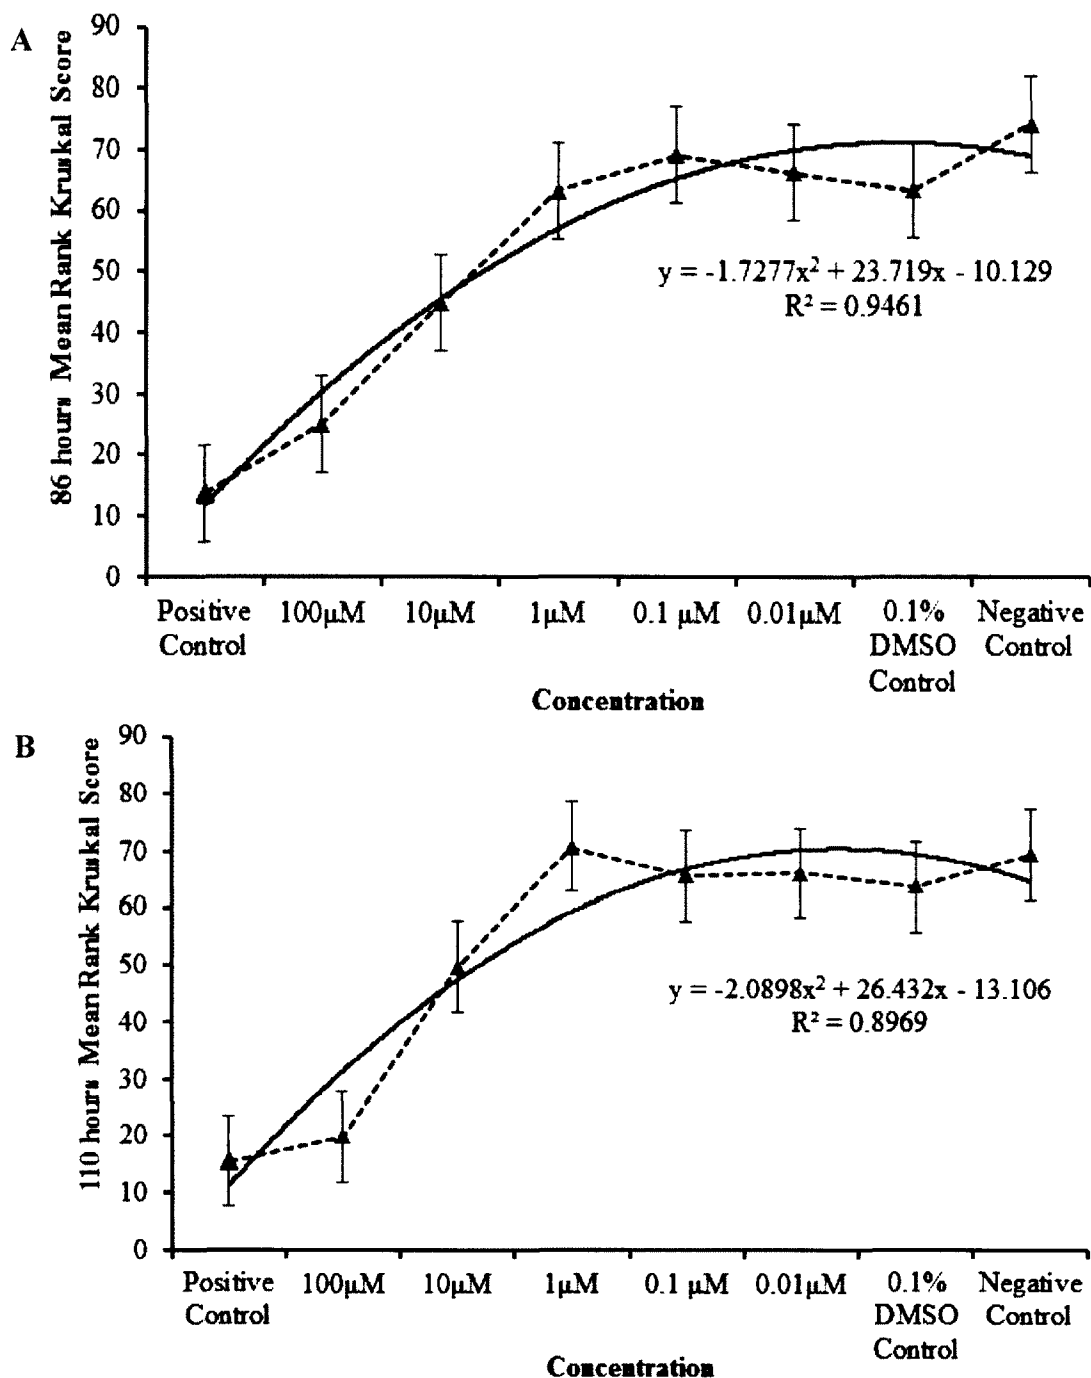 A
86 hours Mean Rank Kruskal Score
90
80
70
60
50
40
30
20
10
0
y = -1.7277x² + 23.719x - 10.129
R² = 0.9461
Positive Control
100µM
10µM
1µM
0.1 µM
0.01µM
0.1% DMSO Control
Negative Control
Concentration
B
110 hours Mean Rank Kruskal Score
90
80
70
60
50
40
30
20
10
0
y = -2.0898x² + 26.432x - 13.106
R² = 0.8969
Positive Control
100µM
10µM
1µM
0.1 µM
0.01µM
0.1% DMSO Control
Negative Control
Concentration